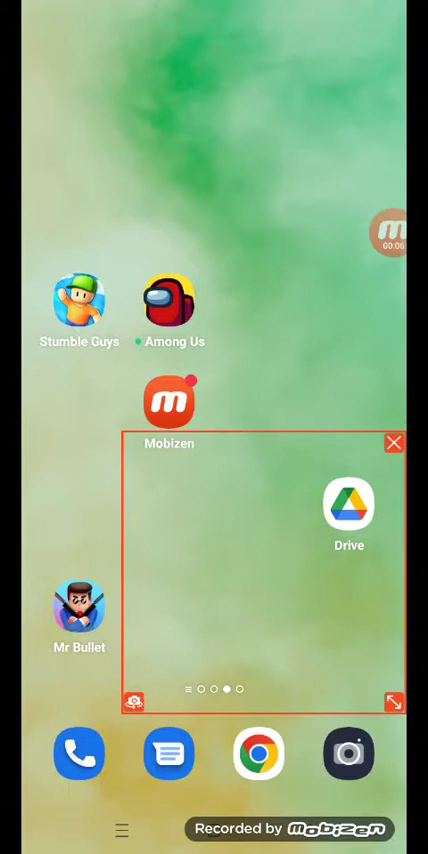 00:06
Stumble Guys
Among Us
Mobizen
Drive
Mr Bullet
Recorded by mobizen